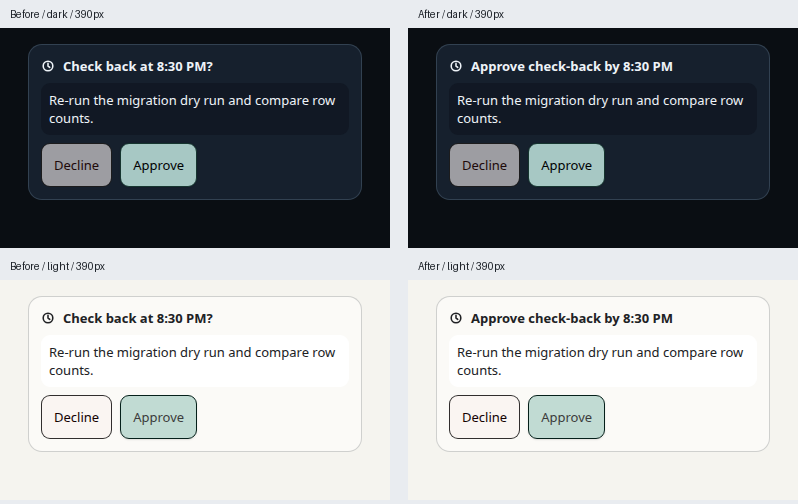 Before / dark / 390px
Check back at 8:30 PM?
Re-run the migration dry run and compare row
counts.
Decline
Approve
After / dark / 390px
Approve check-back by 8:30 PM
Re-run the migration dry run and compare row
counts.
Decline
Approve
Before / light / 390px
Check back at 8:30 PM?
Re-run the migration dry run and compare row
counts.
Decline
Approve
After / light / 390px
Approve check-back by 8:30 PM
Re-run the migration dry run and compare row
counts.
Decline
Approve